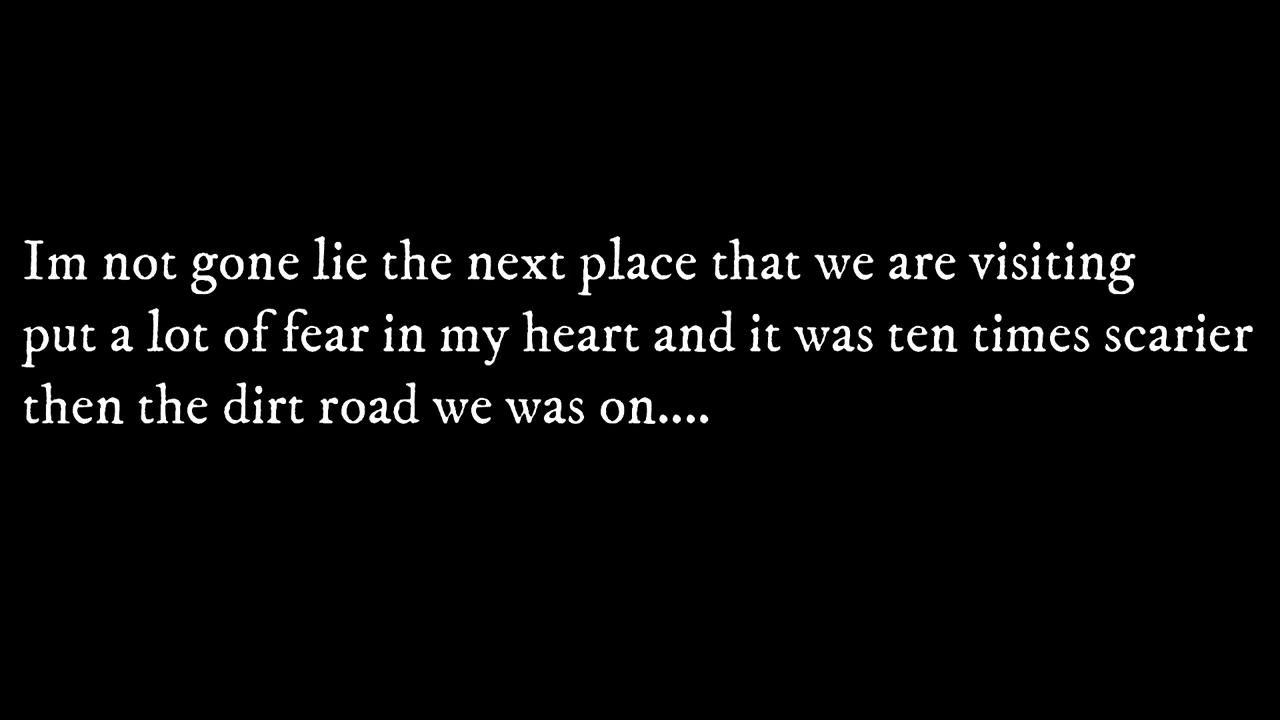 Im not gone lie the next place that we are visiting
put a lot of fear in my heart and it was ten times scarier
then the dirt road we was on....